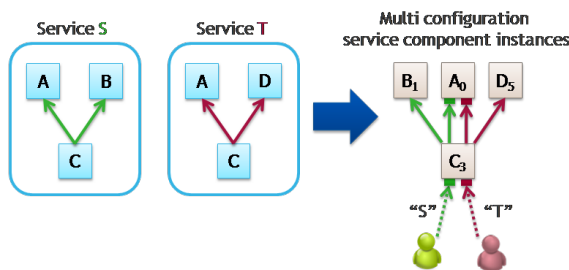 Service S
A
B
C
Service T
A
D
C
Multi configuration
service component instances
B1
A0
D5
C3
“S”
“T”